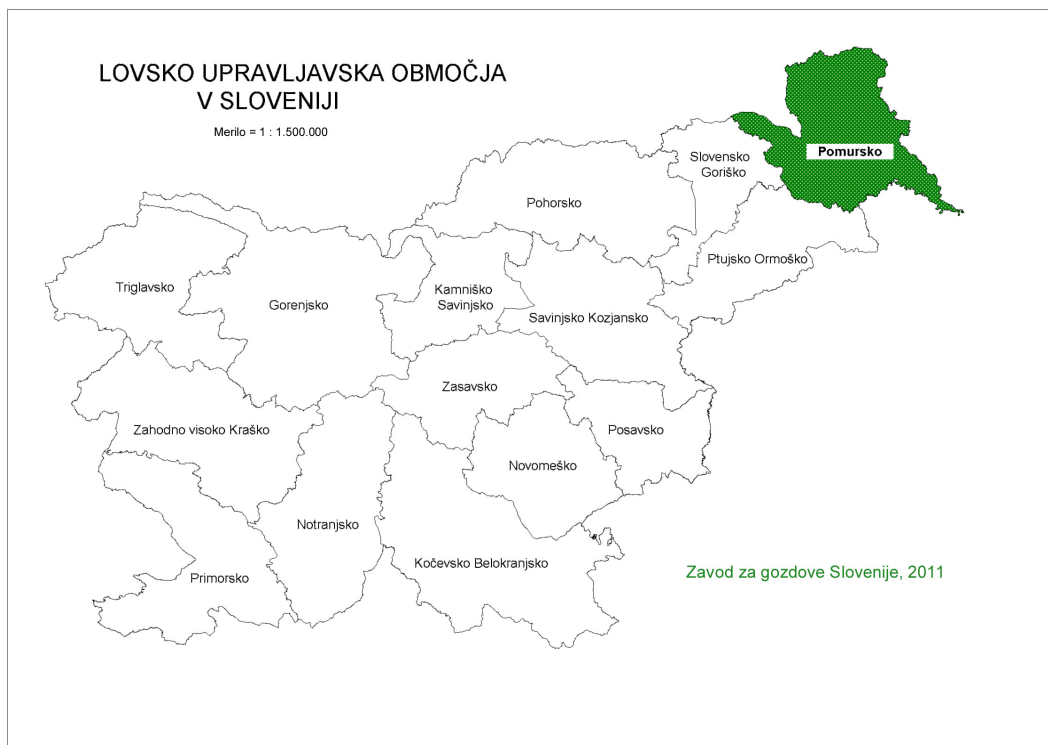 LOVSKO UPRAVLJAVSKA OBMOČJA
V SLOVENIJI
Merilo = 1 : 1.500.000
Pomursko
Slovensko
Goriško
Pohorsko
Ptujsko Ormoško
Triglavsko
Gorenjsko
Kamniško
Savinjsko
Savinjsko Kozjansko
Zasavsko
Zahodno visoko Kraško
Posavsko
Novomeško
Notranjsko
Kočevsko Belokranjsko
Primorsko
Zavod za gozdove Slovenije, 2011